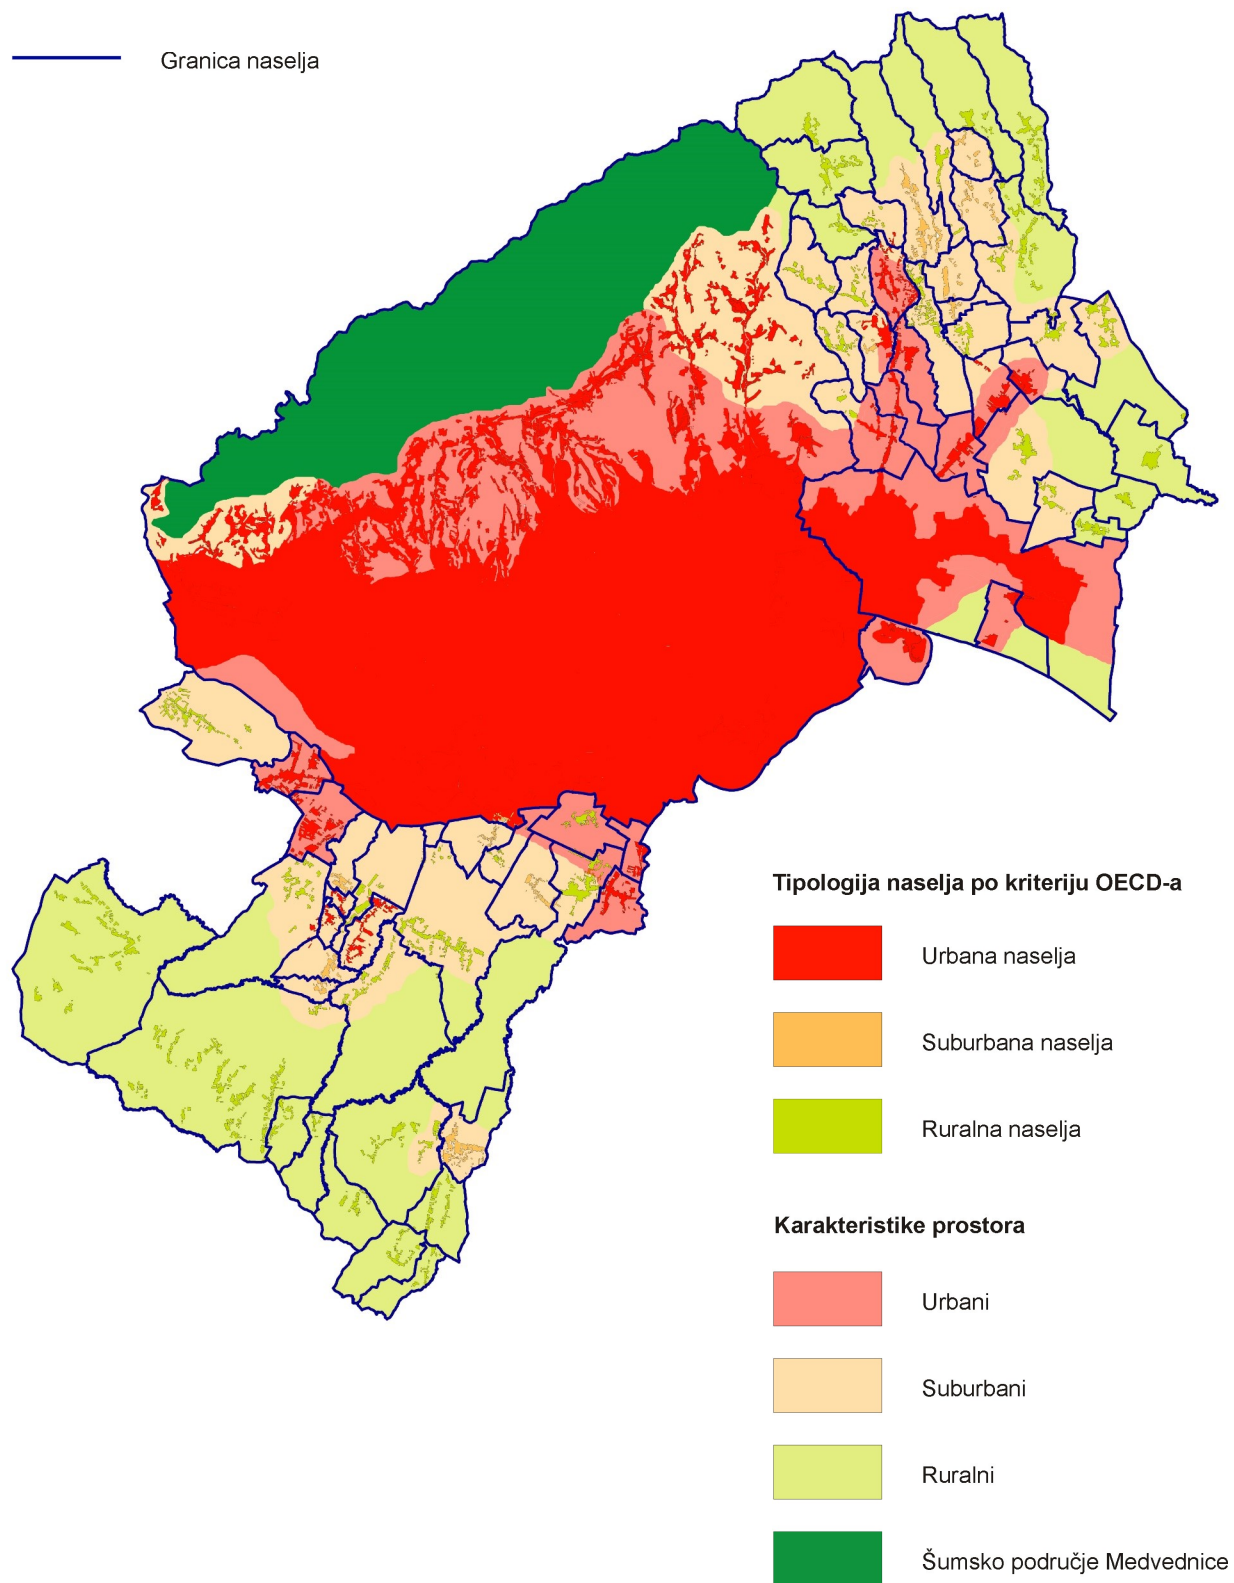 Granica naselja
Tipologija naselja po kriteriju OECD-a
Urbana naselja
Suburbana naselja
Ruralna naselja
Karakteristike prostora
Urbani
Suburbani
Ruralni
Šumsko područje Medvednice